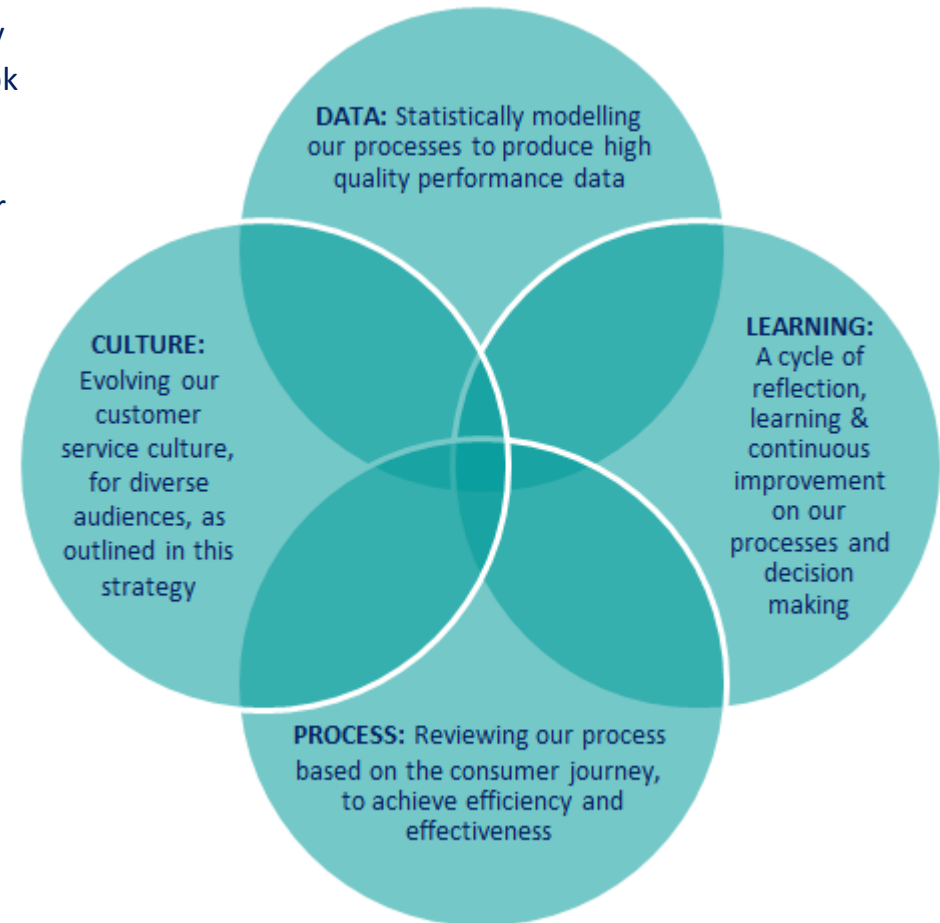 DATA: Statistically modelling
our processes to produce high
quality performance data
CULTURE:
Evolving our
customer
service culture,
for diverse
audiences, as
outlined in this
strategy
LEARNING:
A cycle of
reflection,
learning &
continuous
improvement
on our
processes and
decision
making
PROCESS: Reviewing our process
based on the consumer journey,
to achieve efficiency and
effectiveness